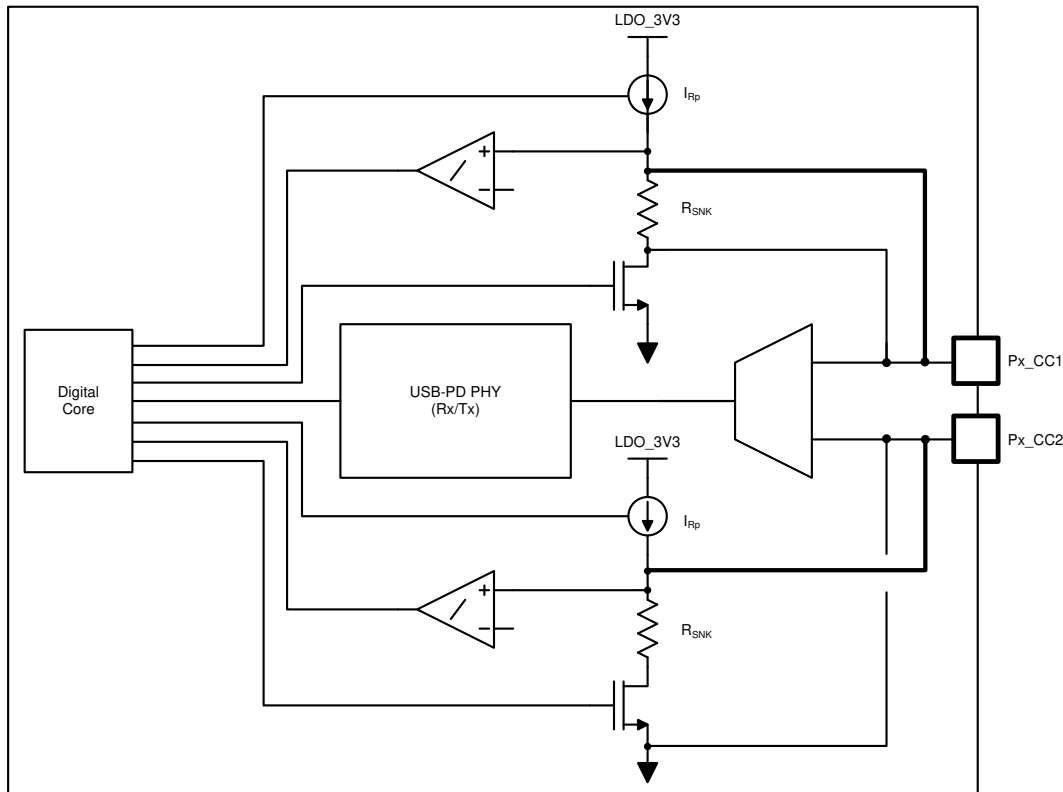 LDO_3V3
I_Rp
+
−
R_SNK
Digital
Core
USB-PD PHY
(Rx/Tx)
Px_CC1
Px_CC2
LDO_3V3
I_Rp
+
−
R_SNK